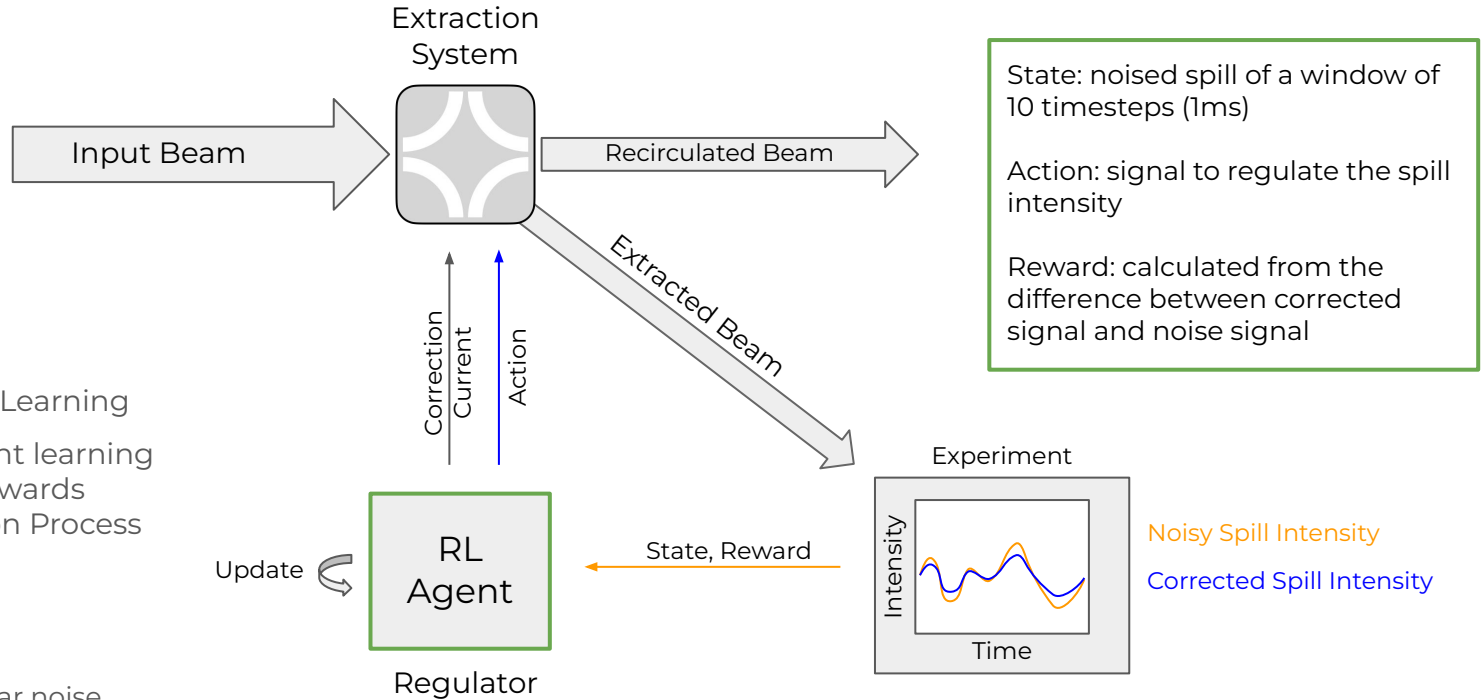 Extraction
System
Input Beam
Recirculated Beam
State: noised spill of a window of
10 timesteps (1ms)
Action: signal to regulate the spill
intensity
Reward: calculated from the
difference between corrected
signal and noise signal
Extracted Beam
Correction
Current
Action
Learning
learning
on Process
Experiment
Intensity
Time
Noisy Spill Intensity
Corrected Spill Intensity
State, Reward
Update
RL
Agent
Regulator
noise